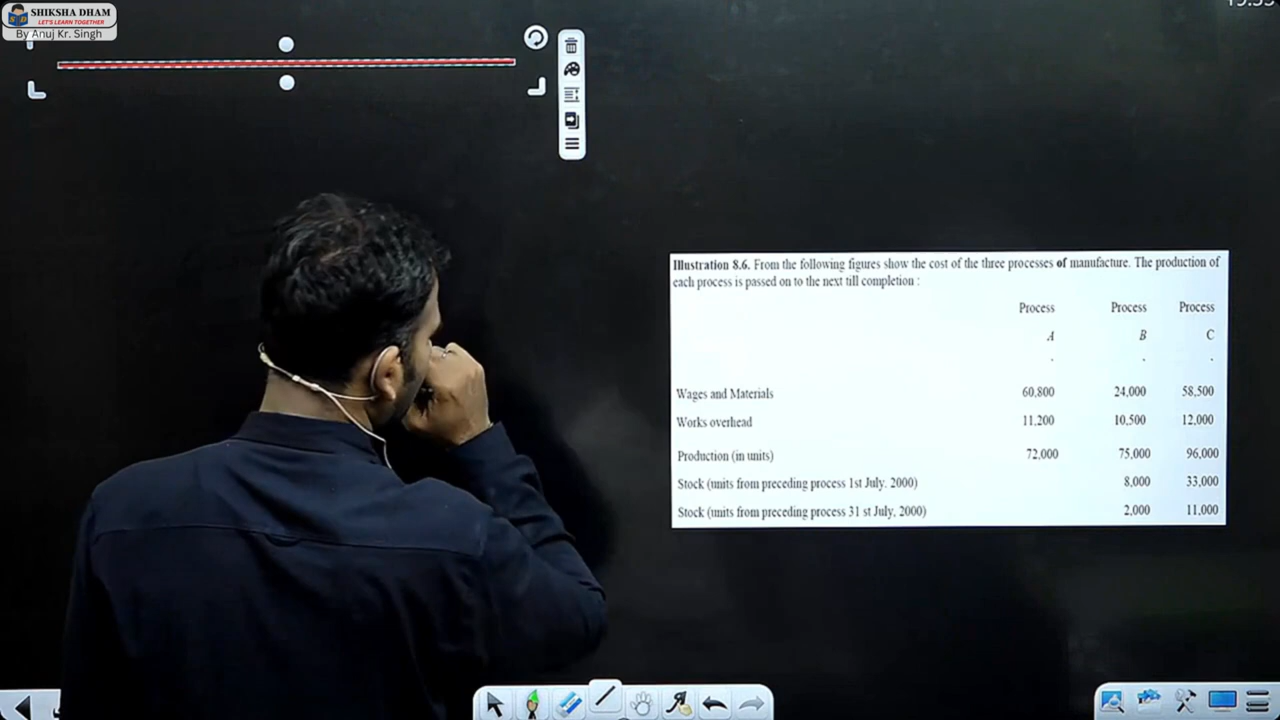 SHIKSHA DHAM
LET'S LEARN TOGETHER
By Anuj Kr. Singh
Illustration 8.6. From the following figures show the cost of the three processes of manufacture. The production of
each process is passed on to the next till completion :
Process Process Process
A B C
Wages and Materials 60,800 24,000 58,500
Works overhead 11,200 10,500 12,000
Production (in units) 72,000 75,000 96,000
Stock (units from preceding process 1st July. 2000) 8,000 33,000
Stock (units from preceding process 31 st July, 2000) 2,000 11,000